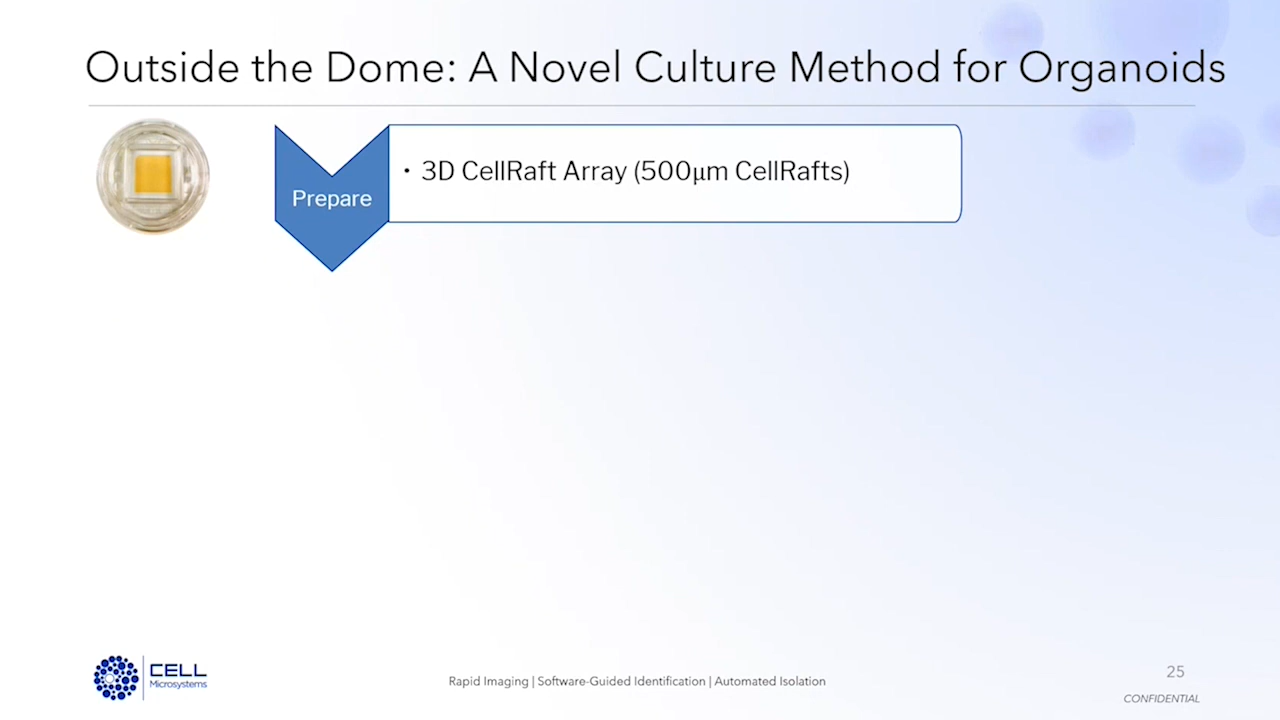 Outside the Dome: A Novel Culture Method for Organoids
Prepare
• 3D CellRaft Array (500µm CellRafts)
CELL
Microsystems
Rapid Imaging | Software-Guided Identification | Automated Isolation
25
CONFIDENTIAL